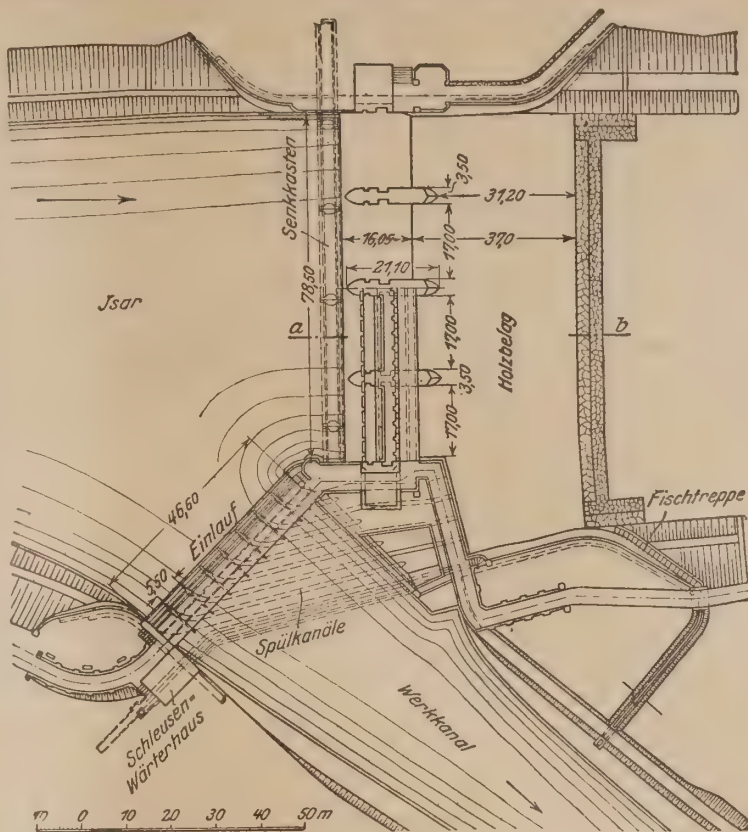 Senkkasten
3,50
31,20
16,05
37,0
17,00
21,10
78,50
Jsar
a
b
17,00
Holzbelag
3,50
17,00
46,60
Einlauf
5,50
Fischtreppe
Spülkanäle
Werkkanal
Schleusen=
Wärterhaus
10 0 10 20 30 40 50 m